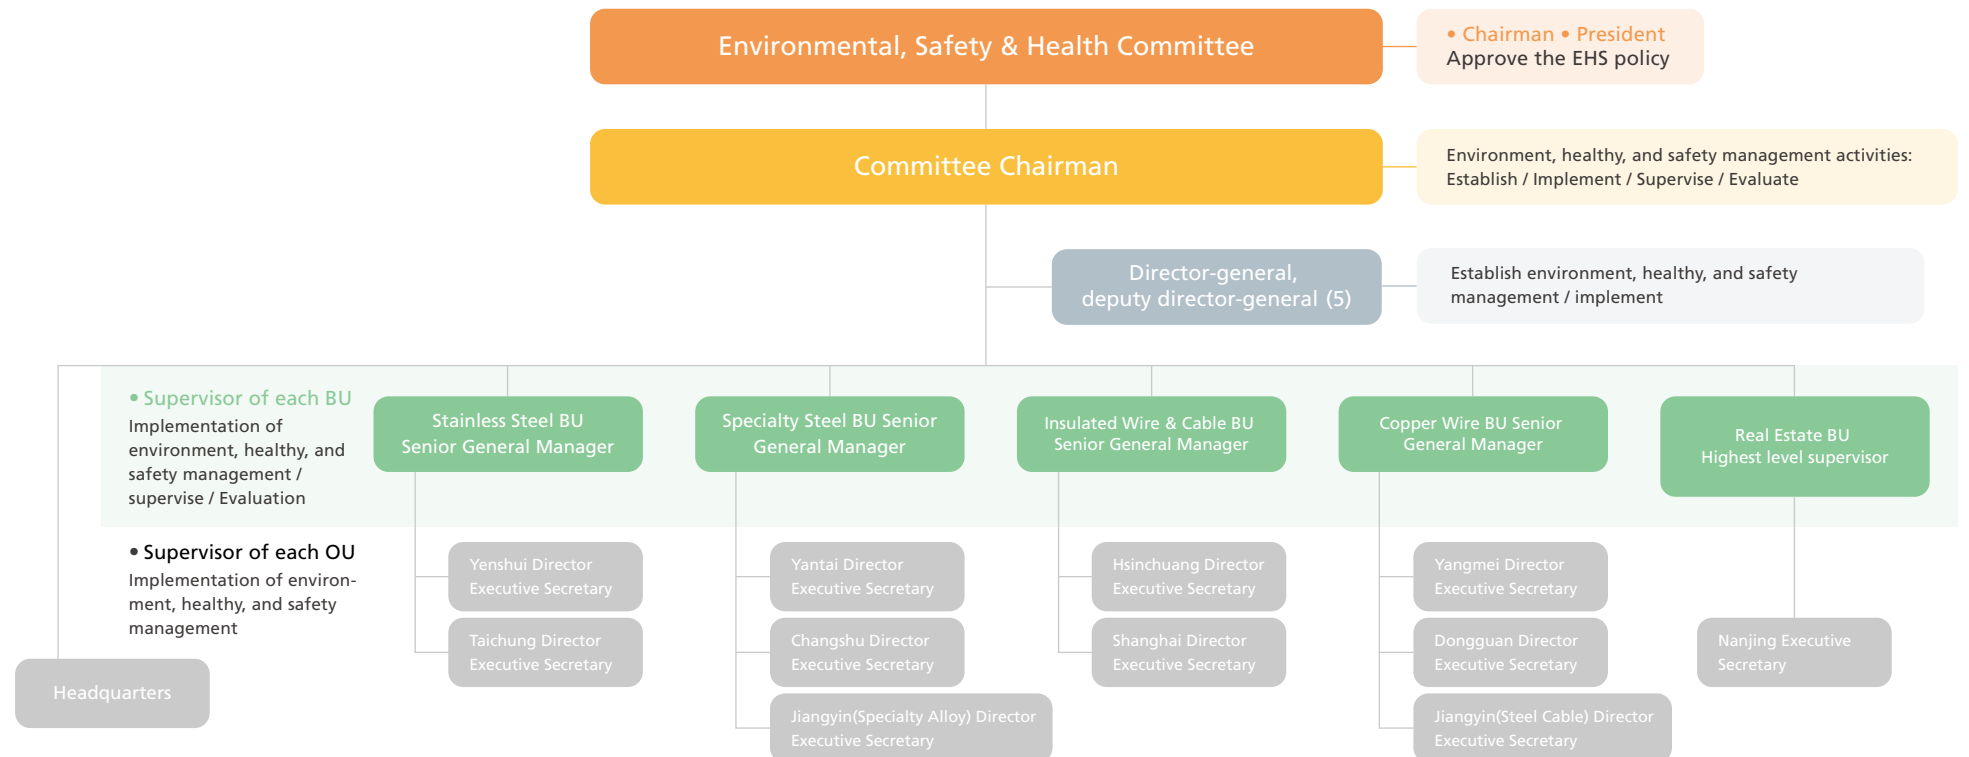 Environmental, Safety & Health Committee
• Chairman • President
Approve the EHS policy
Committee Chairman
Environment, healthy, and safety management activities:
Establish / Implement / Supervise / Evaluate
Director-general,
deputy director-general (5)
Establish environment, healthy, and safety
management / implement
• Supervisor of each BU
Implementation of
environment, healthy, and
safety management /
supervise / Evaluation
Stainless Steel BU
Senior General Manager
Specialty Steel BU Senior
General Manager
Insulated Wire & Cable BU
Senior General Manager
Copper Wire BU Senior
General Manager
Real Estate BU
Highest level supervisor
• Supervisor of each OU
Implementation of environ-
ment, healthy, and safety
management
Headquarters
Yenshui Director
Executive Secretary
Taichung Director
Executive Secretary
Yantai Director
Executive Secretary
Changshu Director
Executive Secretary
Jiangyin(Specialty Alloy) Director
Executive Secretary
Hsinchuang Director
Executive Secretary
Shanghai Director
Executive Secretary
Yangmei Director
Executive Secretary
Dongguan Director
Executive Secretary
Jiangyin(Steel Cable) Director
Executive Secretary
Nanjing Executive
Secretary